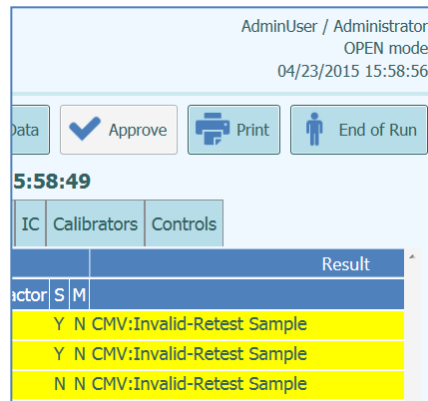 AdminUser / Administrator
OPEN mode
04/23/2015 15:58:56
Data Approve Print End of Run
5:58:49
IC Calibrators Controls
Result
actor S M
Y N CMV:Invalid-Retest Sample
Y N CMV:Invalid-Retest Sample
N N CMV:Invalid-Retest Sample